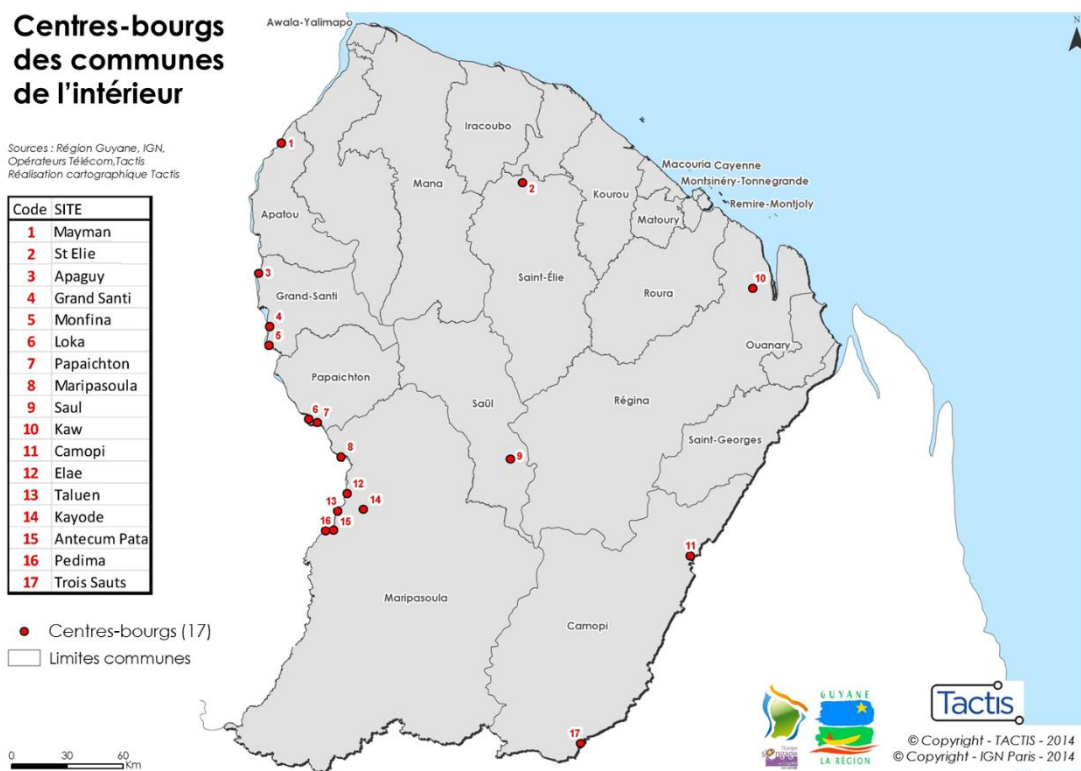 Centres-bourgs
des communes
de l'intérieur
Sources : Région Guyane, IGN,
Opérateurs Télécom,Tactis
Réalisation cartographique Tactis
Code SITE
1 Mayman
2 St Elie
3 Apaguy
4 Grand Santi
5 Monfina
6 Loka
7 Papaichton
8 Maripasoula
9 Saul
10 Kaw
11 Camopi
12 Elae
13 Taluen
14 Kayode
15 Antecum Pata
16 Pedima
17 Trois Sauts
Centres-bourgs (17)
Limites communes
0 30 60
Km
Awala-Yalimapo
N
1
Iracoubo
Mana
2
Macouria Cayenne
Montsinéry-Tonnegrande
Kourou
Remire-Montjoly
Matoury
Apatou
3
Saint-Élie
10
Grand-Santi
Roura
4
5
Ouanary
Papaichton
Saül
Régina
6 7
Saint-Georges
8
9
12
13 14
16 15
11
Maripasoula
Camopi
17
GUYANE
LA RÉGION
Tactis
© Copyright - TACTIS - 2014
© Copyright - IGN Paris - 2014